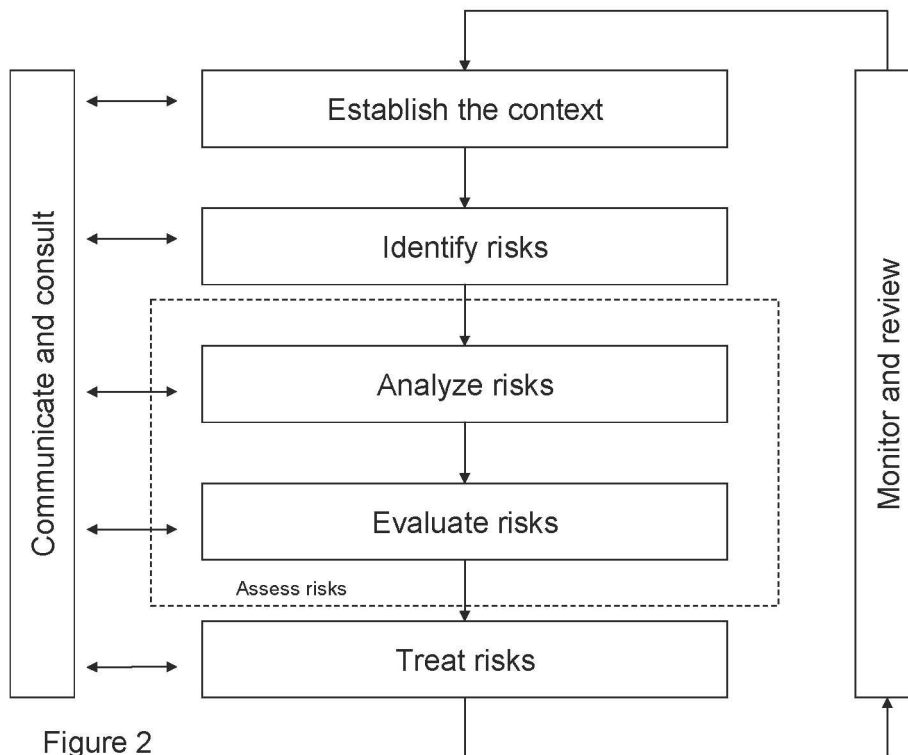 Establish the context
Communicate and consult
Identify risks
Analyze risks
Monitor and review
Evaluate risks
Assess risks
Treat risks
Figure 2